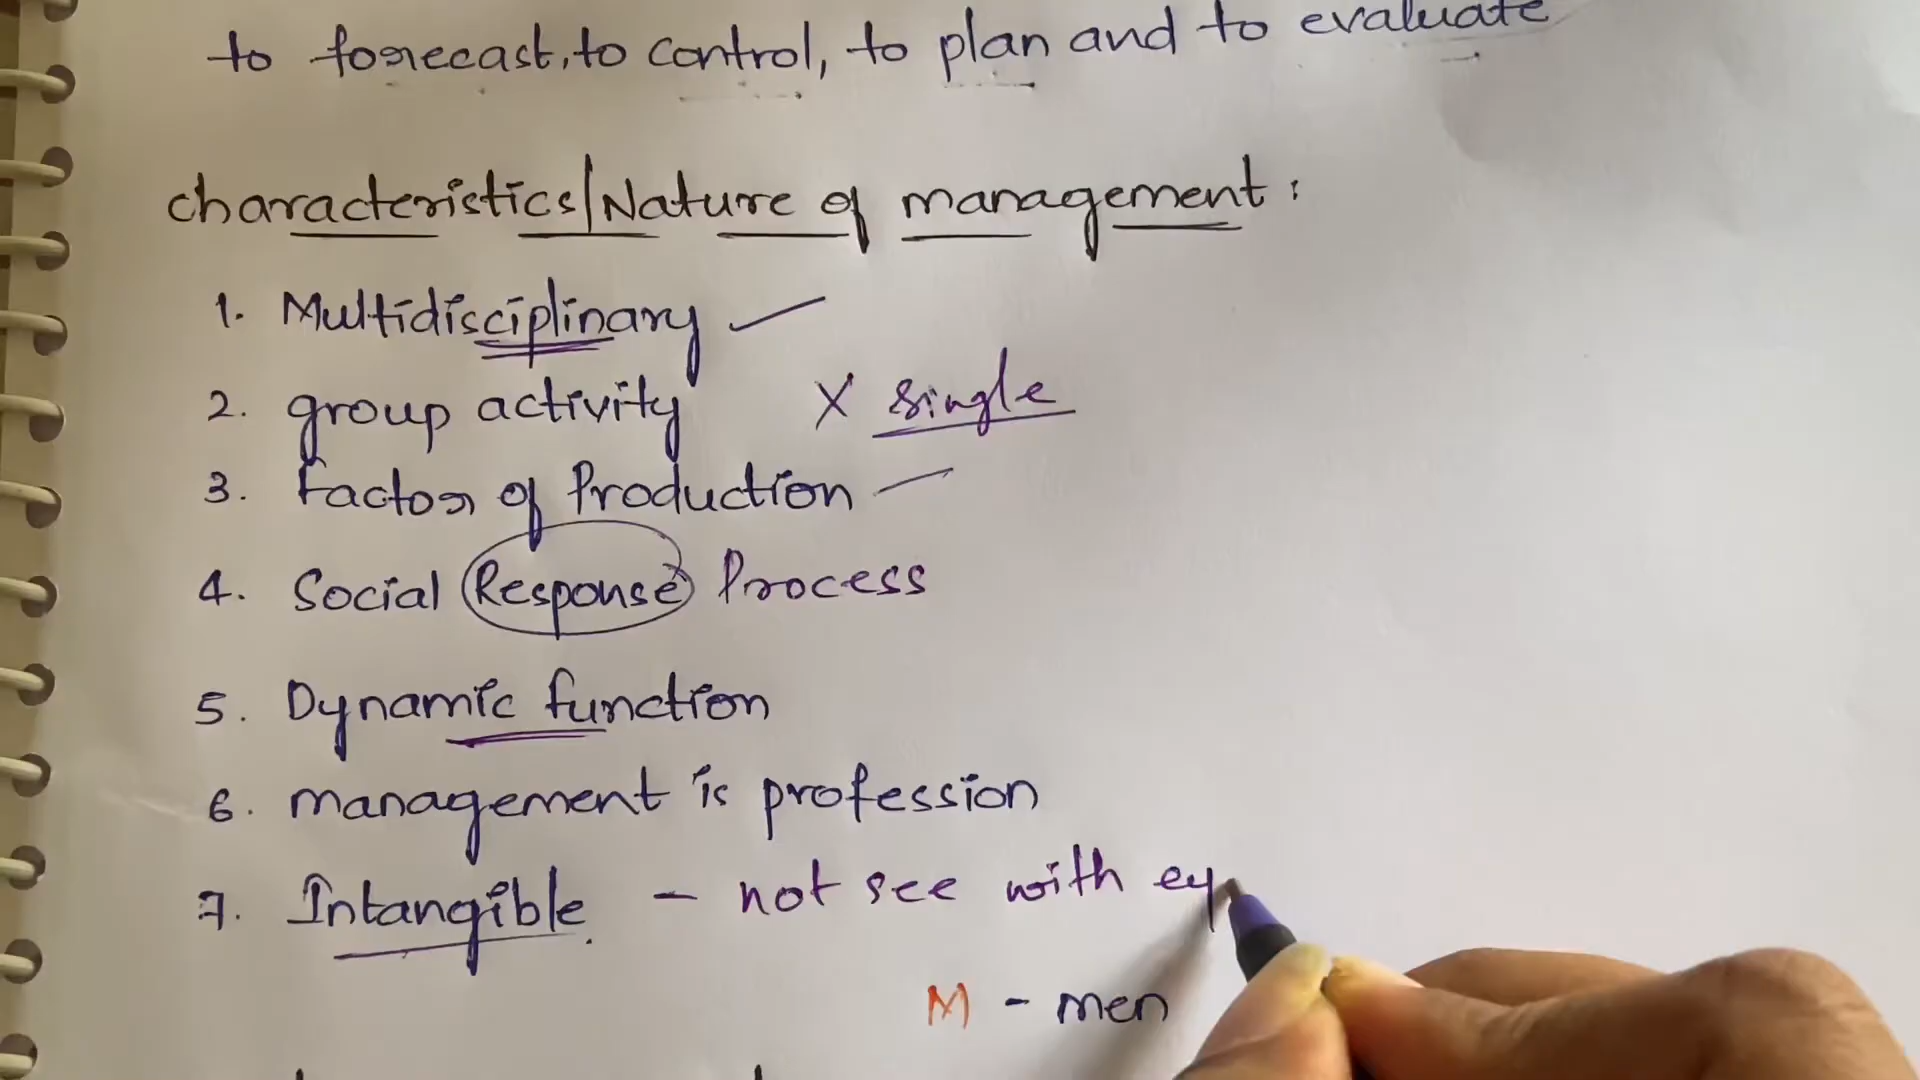 to forecast, to control, to plan and to evaluate
characteristics/Nature of management:
1. Multidisciplinary
2. group activity X single
3. Factor of Production
4. Social Response Process
5. Dynamic function
6. management is profession
7. Intangible - not see with ey
M - men